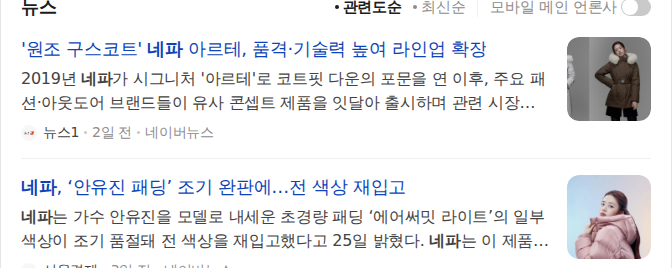 뉴스
• 관련도순 • 최신순 모바일 메인 언론사
'원조 구스코트' 네파 아르테, 품격·기술력 높여 라인업 확장
2019년 네파가 시그니처 '아르테'로 코트핏 다운의 포문을 연 이후, 주요 패
션·아웃도어 브랜드들이 유사 콘셉트 제품을 잇달아 출시하며 관련 시장...
뉴스1 · 2일 전 · 네이버뉴스
네파, '안유진 패딩' 조기 완판에...전 색상 재입고
네파는 가수 안유진을 모델로 내세운 초경량 패딩 '에어써밋 라이트'의 일부
색상이 조기 품절돼 전 색상을 재입고했다고 25일 밝혔다. 네파는 이 제품...